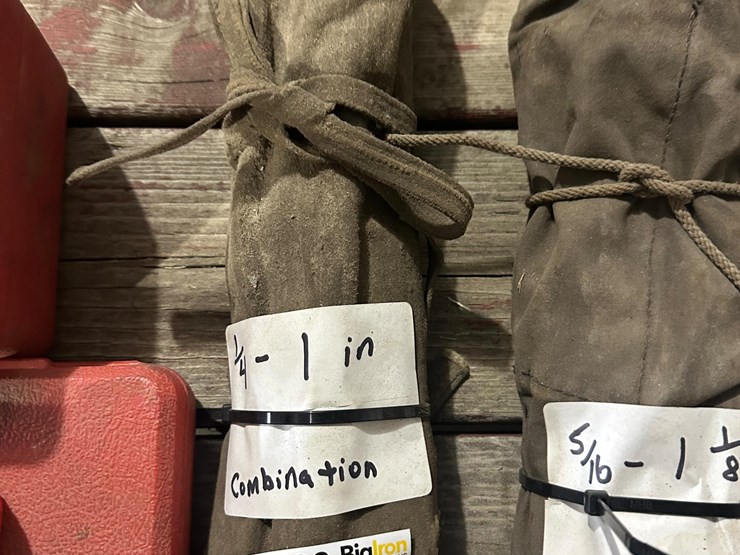 1/4 - 1 in
Combination
BigIron
5/16 - 1 1/8